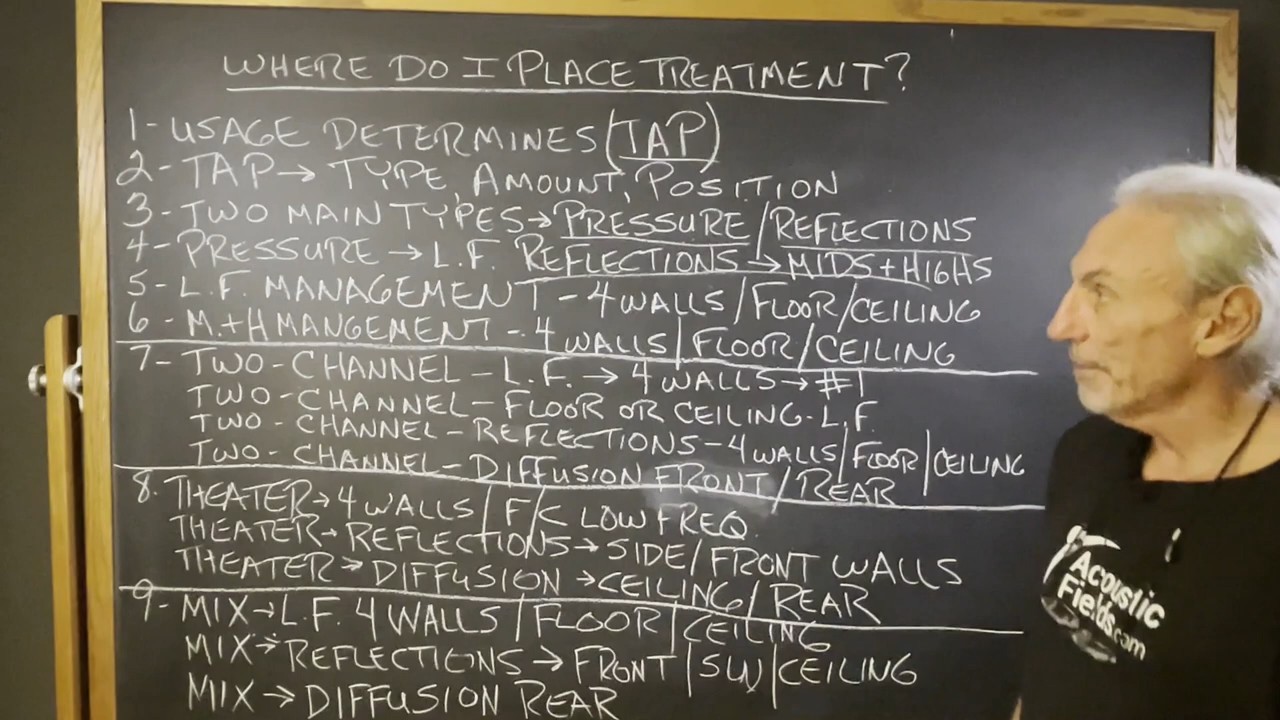 WHERE DO I PLACE TREATMENT?
1- USAGE DETERMINES (TAP)
2- TAP → TYPE, AMOUNT, POSITION
3- TWO MAIN TYPES → PRESSURE/REFLECTIONS
4- PRESSURE → L.F. REFLECTIONS → MIDS + HIGHS
5- L.F. MANAGEMENT - 4 WALLS/FLOOR/CEILING
6- M.+H MANGEMENT - 4 WALLS/FLOOR/CEILING
7- TWO-CHANNEL - L.F. → 4 WALLS → #1
TWO-CHANNEL - FLOOR OR CEILING - L.F.
TWO-CHANNEL - REFLECTIONS - 4 WALLS/FLOOR/CEILING
TWO-CHANNEL - DIFFUSION FRONT/REAR
8. THEATER → 4 WALLS/F/C LOW FREQ.
THEATER → REFLECTIONS → SIDE/FRONT WALLS
THEATER → DIFFUSION → CEILING/REAR
9- MIX → L.F. 4 WALLS/FLOOR/CEILING
MIX → REFLECTIONS → FRONT/SW/CEILING
MIX → DIFFUSION REAR
Acoustic
Fields.com